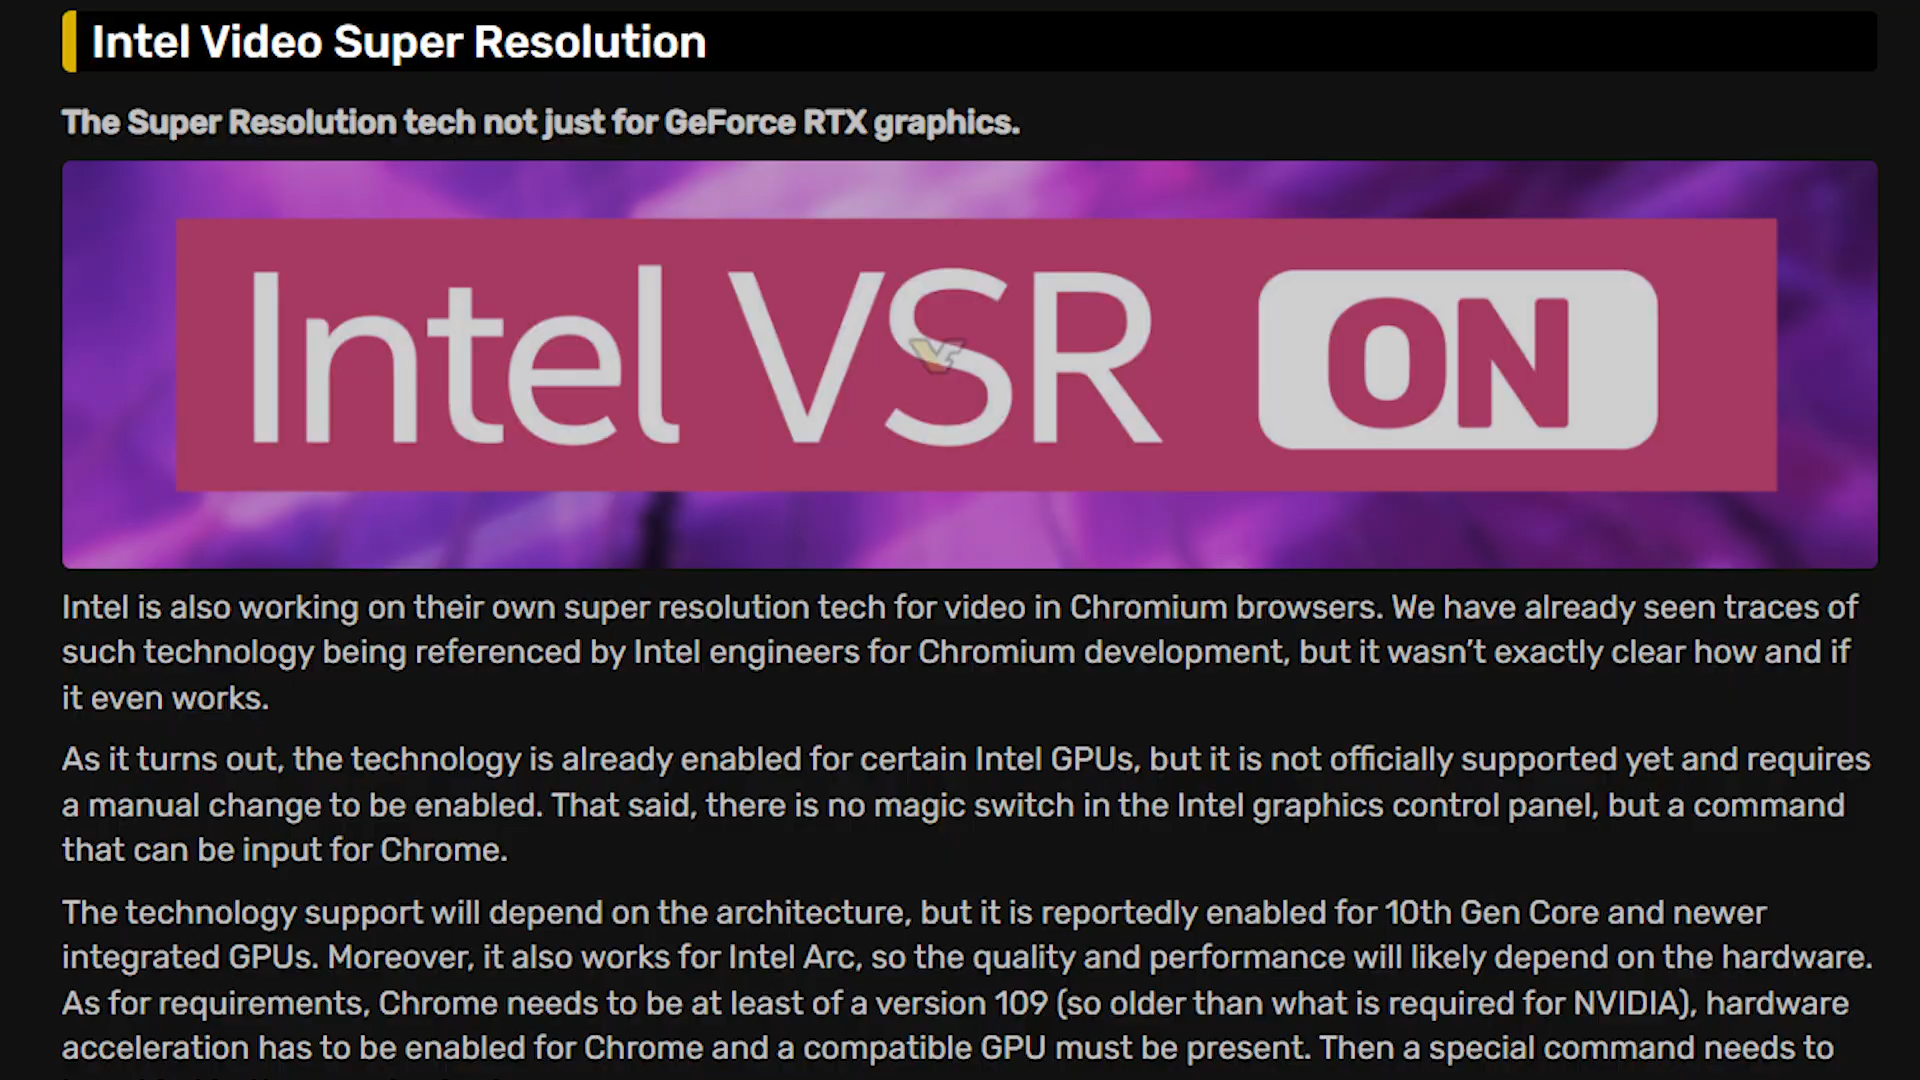 Intel Video Super Resolution
The Super Resolution tech not just for GeForce RTX graphics.
Intel VSR ON
Intel is also working on their own super resolution tech for video in Chromium browsers. We have already seen traces of
such technology being referenced by Intel engineers for Chromium development, but it wasn’t exactly clear how and if
it even works.
As it turns out, the technology is already enabled for certain Intel GPUs, but it is not officially supported yet and requires
a manual change to be enabled. That said, there is no magic switch in the Intel graphics control panel, but a command
that can be input for Chrome.
The technology support will depend on the architecture, but it is reportedly enabled for 10th Gen Core and newer
integrated GPUs. Moreover, it also works for Intel Arc, so the quality and performance will likely depend on the hardware.
As for requirements, Chrome needs to be at least of a version 109 (so older than what is required for NVIDIA), hardware
acceleration has to be enabled for Chrome and a compatible GPU must be present. Then a special command needs to